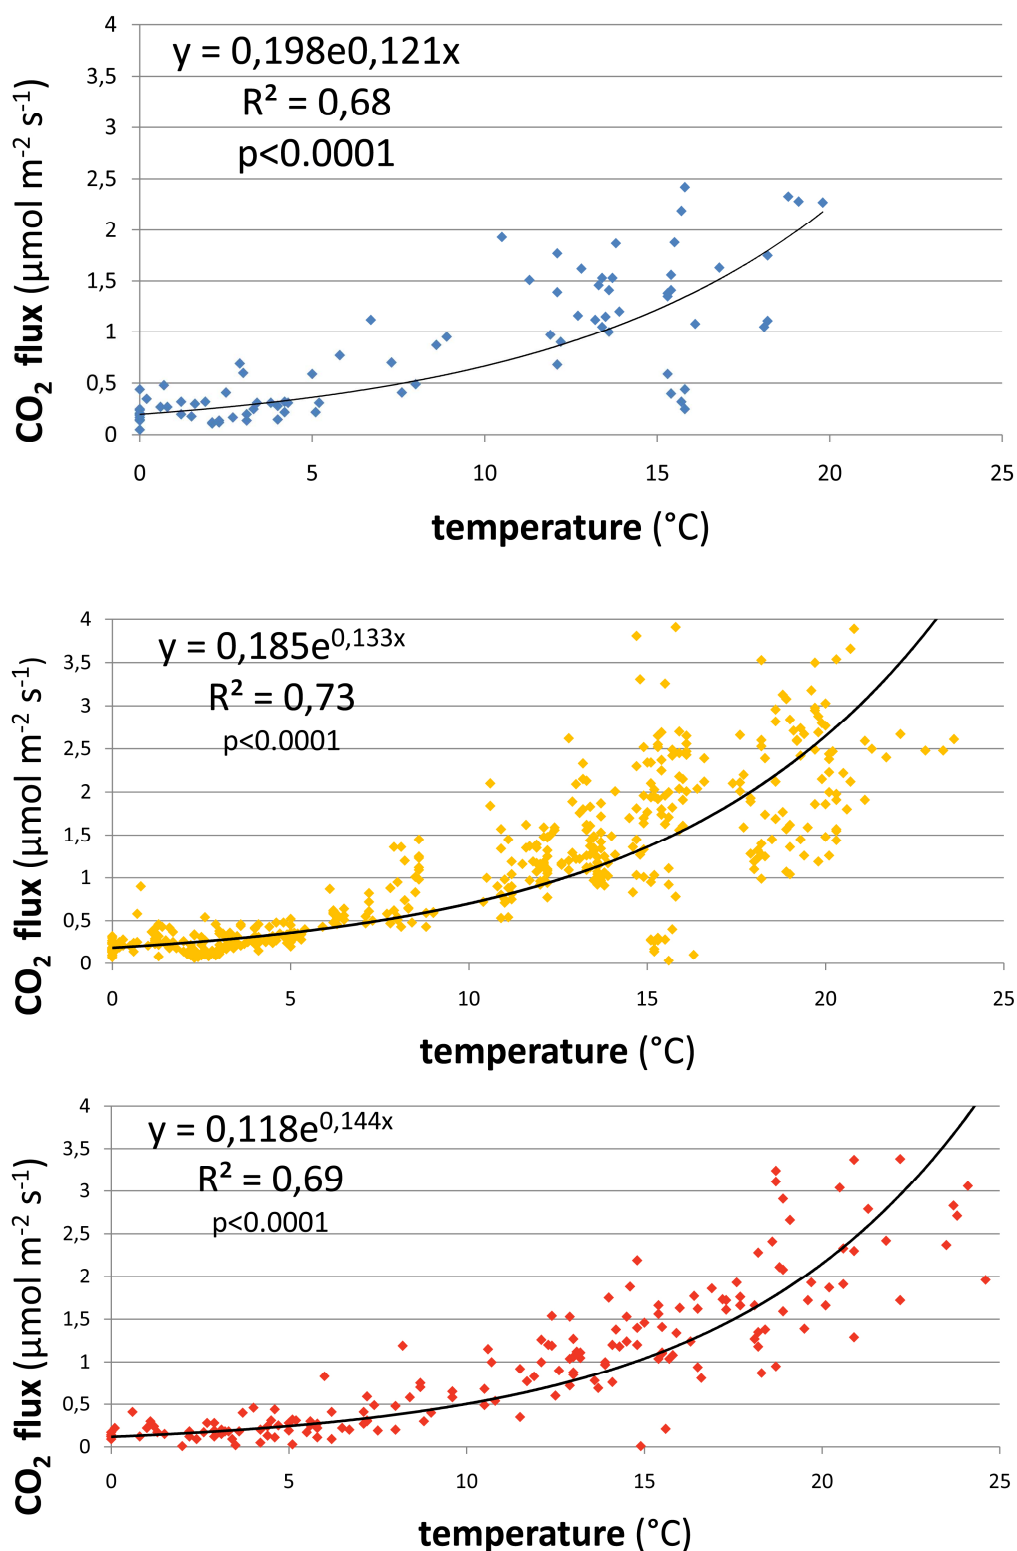 y = 0,198e0,121x
R² = 0,68
p<0.0001
CO₂ flux (µmol m⁻² s⁻¹)
4
3,5
3
2,5
2
1,5
1
0,5
0
0 5 10 15 20 25
temperature (°C)
y = 0,185e^0,133x
R² = 0,73
p<0.0001
CO₂ flux (µmol m⁻² s⁻¹)
4
3,5
3
2,5
2
1,5
1
0,5
0
0 5 10 15 20 25
temperature (°C)
y = 0,118e^0,144x
R² = 0,69
p<0.0001
CO₂ flux (µmol m⁻² s⁻¹)
4
3,5
3
2,5
2
1,5
1
0,5
0
0 5 10 15 20 25
temperature (°C)